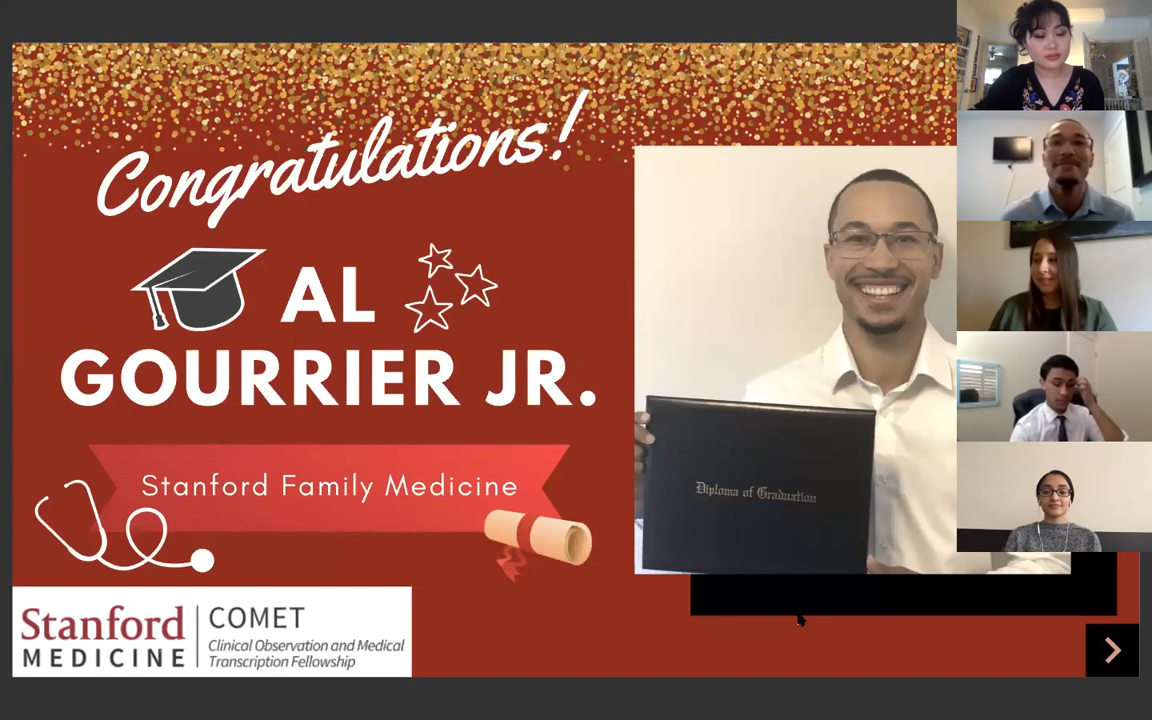 Congratulations!
AL
GOURRIER JR.
Stanford Family Medicine
Diploma of Graduation
Stanford
MEDICINE
COMET
Clinical Observation and Medical
Transcription Fellowship